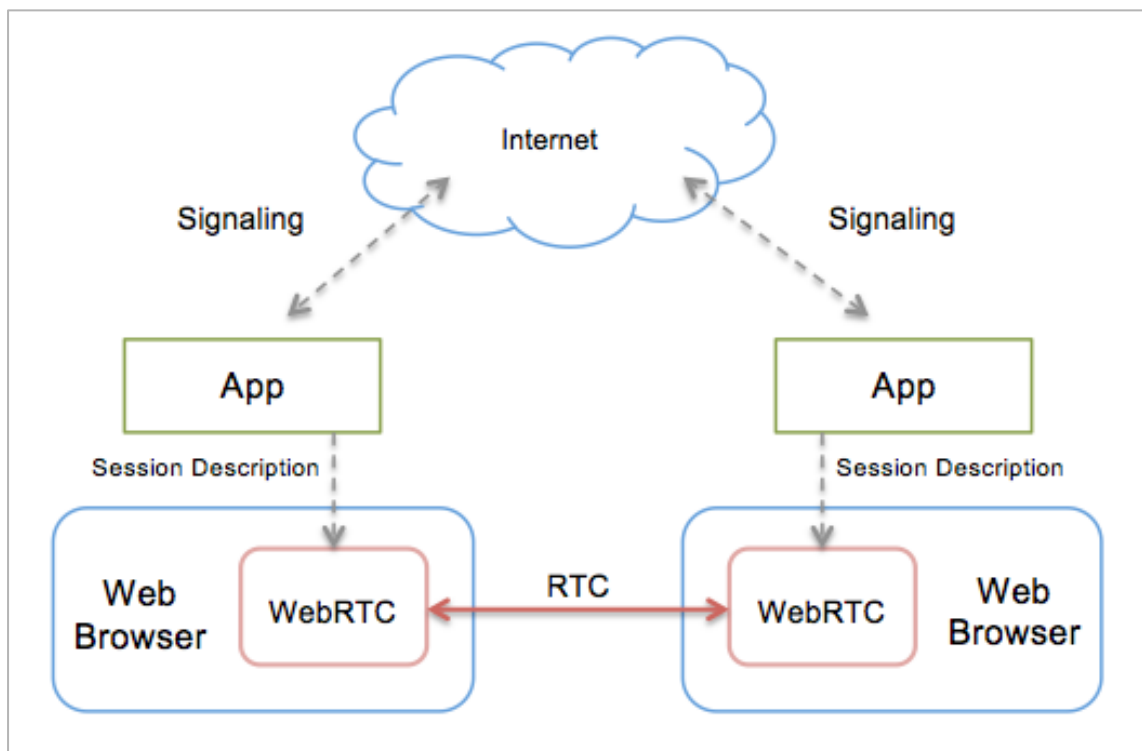 Internet
Signaling
Signaling
App
App
Session Description
Session Description
Web
Browser
WebRTC
RTC
WebRTC
Web
Browser